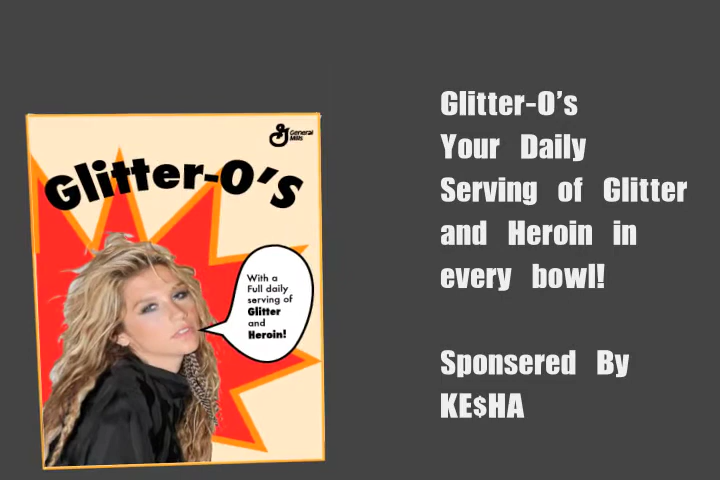 General
Mills
Glitter-O's
With a
Full daily
serving of
Glitter
and
Heroin!
Glitter-O's
Your Daily
Serving of Glitter
and Heroin in
every bowl!
Sponsered By
KE$HA